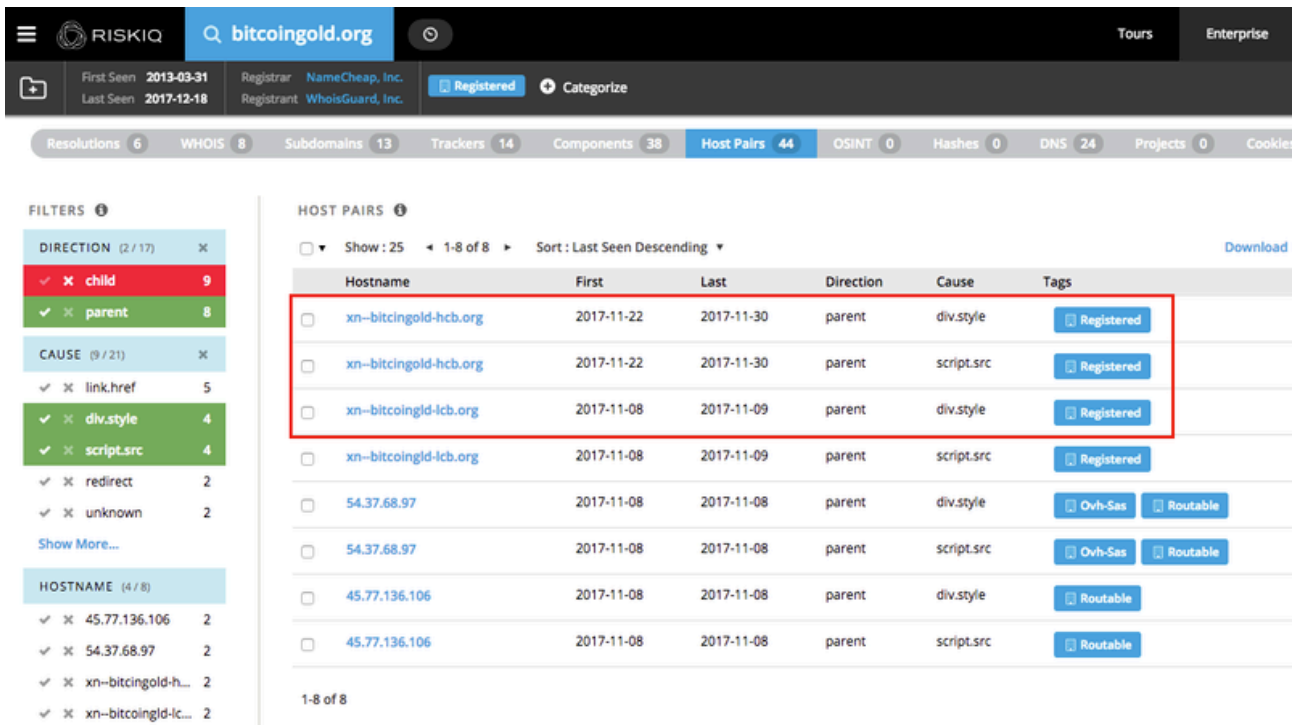 RISKIQ bitcoingold.org Tours Enterprise
First Seen 2013-03-31 Registrar NameCheap, Inc. Registered Categorize
Last Seen 2017-12-18 Registrant WhoisGuard, Inc.
Resolutions 6 WHOIS 8 Subdomains 13 Trackers 14 Components 38 Host Pairs 44 OSINT 0 Hashes 0 DNS 24 Projects 0 Cookies
FILTERS
DIRECTION (2/17)
child 9
parent 8
CAUSE (9/21)
link.href 5
div.style 4
script.src 4
redirect 2
unknown 2
Show More...
HOSTNAME (4/8)
45.77.136.106 2
54.37.68.97 2
xn--bitcingold-h... 2
xn--bitcoingld-lc... 2
HOST PAIRS
Show : 25 1-8 of 8 Sort : Last Seen Descending Download
Hostname First Last Direction Cause Tags
xn--bitcingold-hcb.org 2017-11-22 2017-11-30 parent div.style Registered
xn--bitcingold-hcb.org 2017-11-22 2017-11-30 parent script.src Registered
xn--bitcoingld-lcb.org 2017-11-08 2017-11-09 parent div.style Registered
xn--bitcoingld-lcb.org 2017-11-08 2017-11-09 parent script.src Registered
54.37.68.97 2017-11-08 2017-11-08 parent div.style Ovh-Sas Routable
54.37.68.97 2017-11-08 2017-11-08 parent script.src Ovh-Sas Routable
45.77.136.106 2017-11-08 2017-11-08 parent div.style Routable
45.77.136.106 2017-11-08 2017-11-08 parent script.src Routable
1-8 of 8